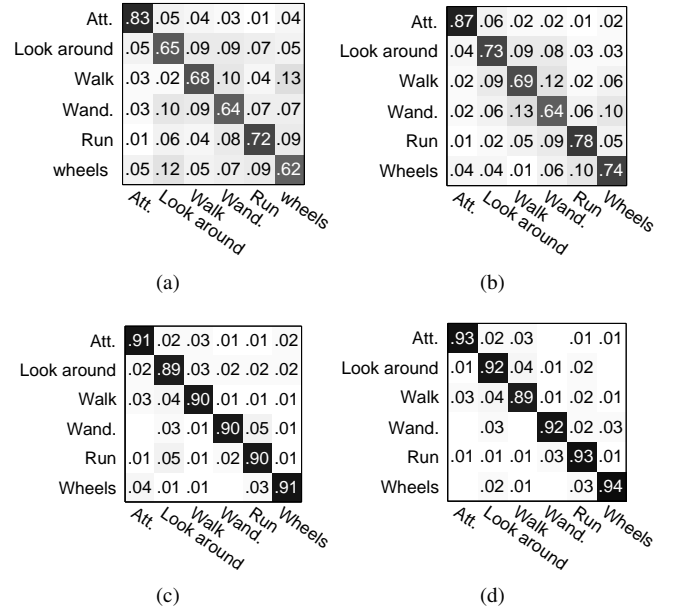 Att. .83 .05 .04 .03 .01 .04
Look around .05 .65 .09 .09 .07 .05
Walk .03 .02 .68 .10 .04 .13
Wand. .03 .10 .09 .64 .07 .07
Run .01 .06 .04 .08 .72 .09
wheels .05 .12 .05 .07 .09 .62
Att. Look around Walk Wand. Run wheels
(a)
Att. .87 .06 .02 .02 .01 .02
Look around .04 .73 .09 .08 .03 .03
Walk .02 .09 .69 .12 .02 .06
Wand. .02 .06 .13 .64 .06 .10
Run .01 .02 .05 .09 .78 .05
Wheels .04 .04 .01 .06 .10 .74
Att. Look around Walk Wand. Run Wheels
(b)
Att. .91 .02 .03 .01 .01 .02
Look around .02 .89 .03 .02 .02 .02
Walk .03 .04 .90 .01 .01 .01
Wand. .03 .01 .90 .05 .01
Run .01 .05 .01 .02 .90 .01
Wheels .04 .01 .01 .03 .91
Att. Look around Walk Wand. Run Wheels
(c)
Att. .93 .02 .03 .01 .01
Look around .01 .92 .04 .01 .02
Walk .03 .04 .89 .01 .02 .01
Wand. .03 .92 .02 .03
Run .01 .01 .01 .03 .93 .01
Wheels .02 .01 .03 .94
Att. Look around Walk Wand. Run Wheels
(d)